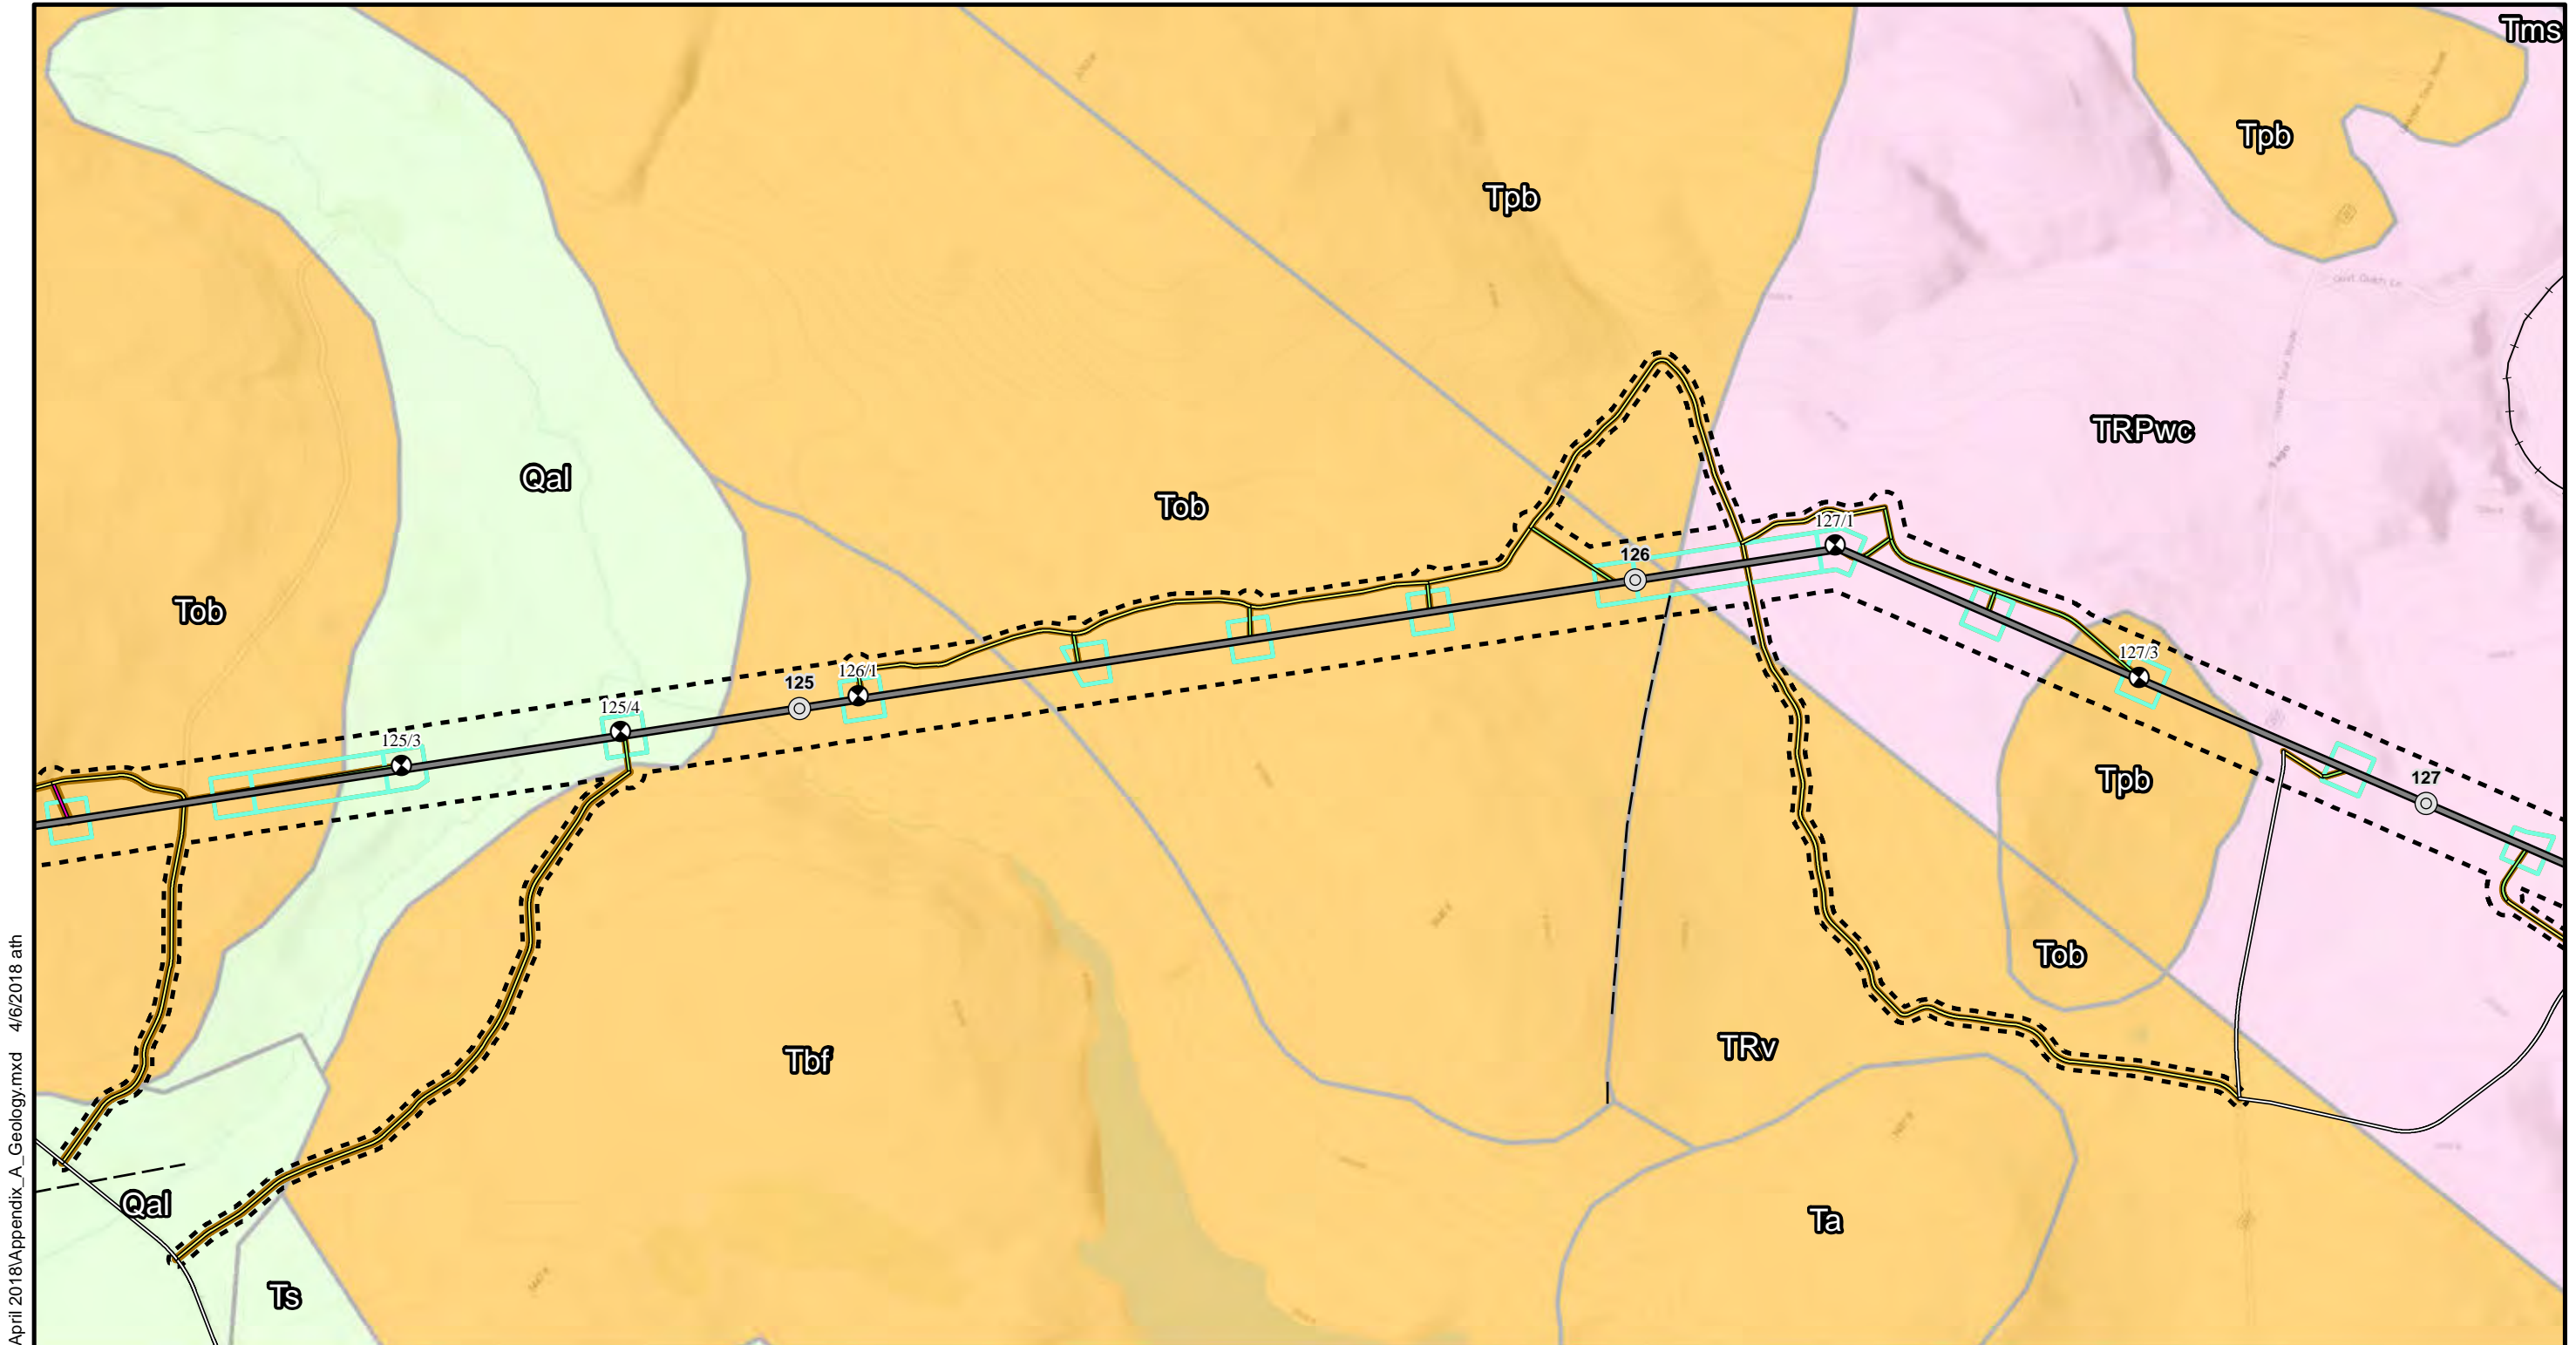 Tms
Tpb
Tpb
TRPwc
Qal
Tob
127/1
126
Tob
127/3
126/1
125
125/4
125/3
Tpb
127
Tob
TRv
Tbf
Qal
Ta
Ts
April 2018\Appendix_A_Geology.mxd 4/6/2018 ath